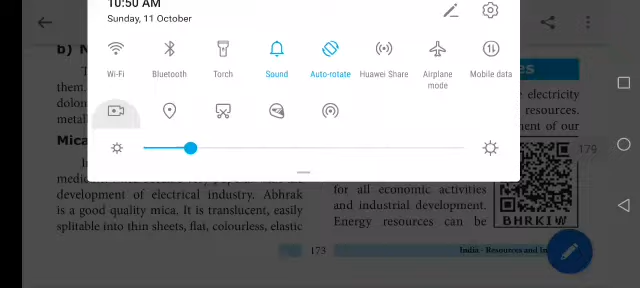 10:50 AM
Sunday, 11 October
Wi-Fi
Bluetooth
Torch
Sound
Auto-rotate
Huawei Share
Airplane mode
Mobile data
b)
them.
metal
Mica
development of electrical industry. Abhrak
is a good quality mica. It is translucent, easily
splitable into thin sheets, flat, colourless, elastic
173
electricity
resources.
of our
179
for all economic activities
and industrial development.
Energy resources can be
BHRK1W
India - Resources and